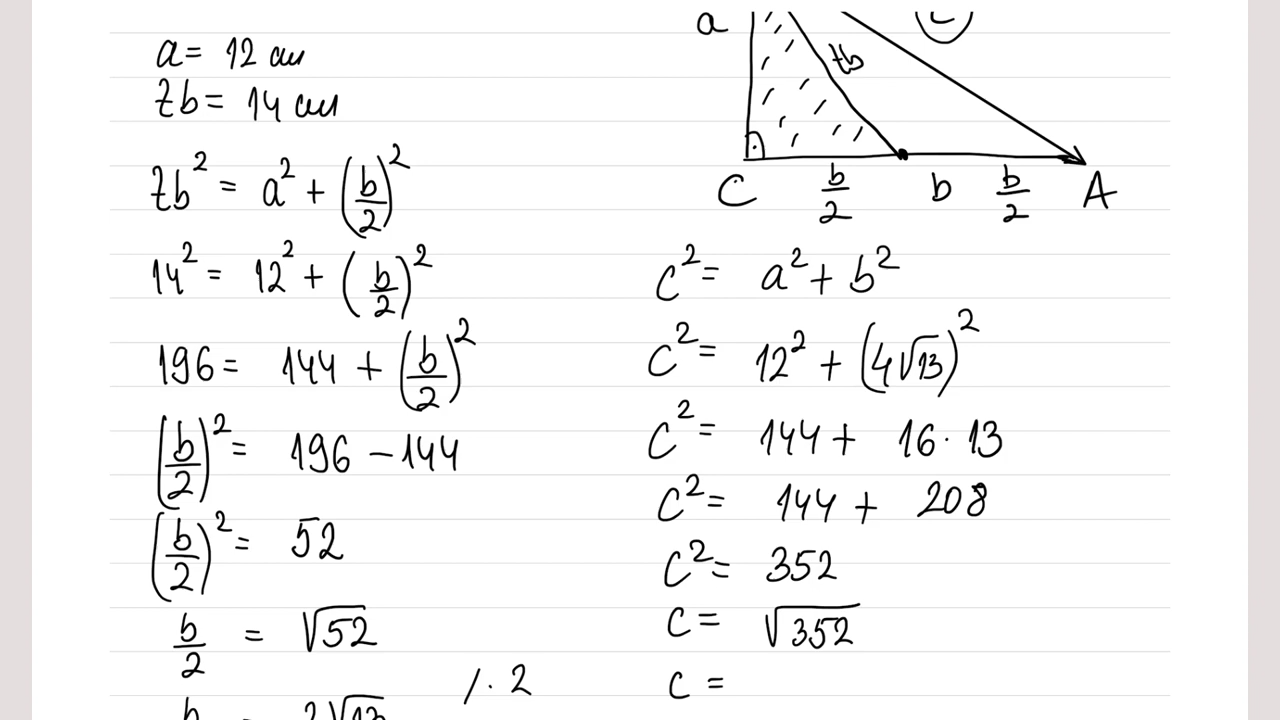 a = 12 cm
tb = 14 cm
tb² = a² + (b/2)²
14² = 12² + (b/2)²
196 = 144 + (b/2)²
(b/2)² = 196 - 144
(b/2)² = 52
b/2 = √52
/· 2
a
tb
C b/2 b b/2 A
c² = a² + b²
c² = 12² + (4√13)²
c² = 144 + 16 · 13
c² = 144 + 208
c² = 352
c = √352
c =